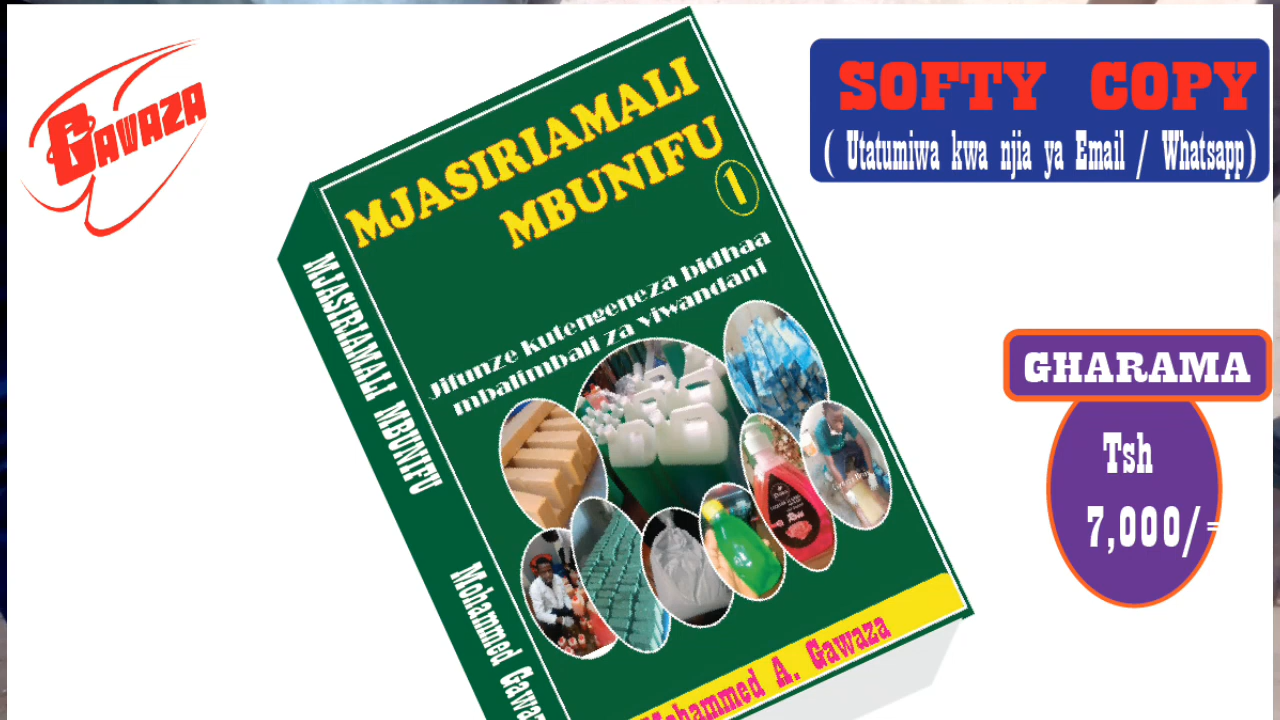 GAWAZA
SOFTY COPY
( Utatumiwa kwa njia ya Email / Whatsapp)
MJASIRIAMALI
MBUNIFU
1
Jifunze kutengeneza bidhaa
mbalimbali za viwandani
MJASIRIAMALI MBUNIFU
Mohammed Gawaz
Mohammed A. Gawaza
GHARAMA
Tsh
7,000/=